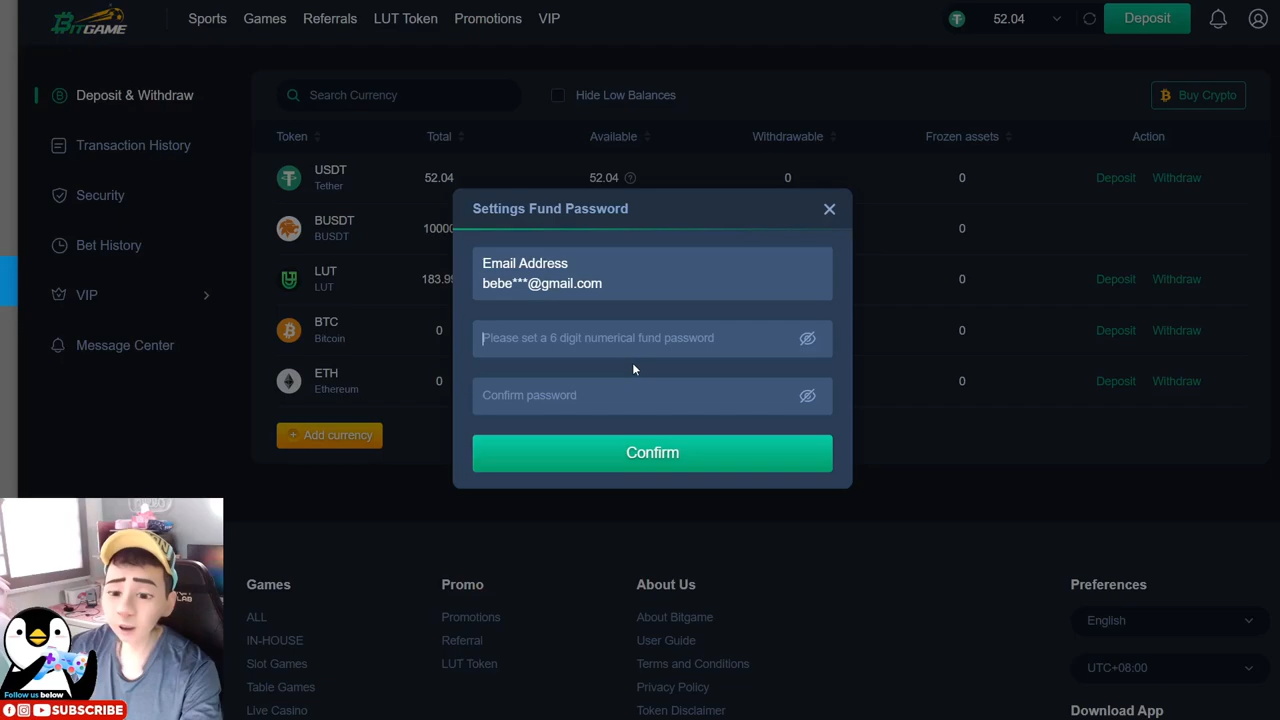 BITGAME
Sports Games Referrals LUT Token Promotions VIP
52.04
Deposit
Deposit & Withdraw
Transaction History
Security
Bet History
VIP
Message Center
Search Currency
Hide Low Balances
Buy Crypto
Token Total Available Withdrawable Frozen assets Action
USDT
Tether
52.04 52.04 0 0 Deposit Withdraw
BUSDT
BUSDT
10000 0
LUT
LUT
183.99 0 Deposit Withdraw
BTC
Bitcoin
0 0 Deposit Withdraw
ETH
Ethereum
0 0 Deposit Withdraw
+ Add currency
Settings Fund Password
Email Address
bebe***@gmail.com
Please set a 6 digit numerical fund password
Confirm password
Confirm
Games
ALL
IN-HOUSE
Slot Games
Table Games
Live Casino
Promo
Promotions
Referral
LUT Token
About Us
About Bitgame
User Guide
Terms and Conditions
Privacy Policy
Token Disclaimer
Preferences
English
UTC+08:00
Download App
Follow us below
SUBSCRIBE